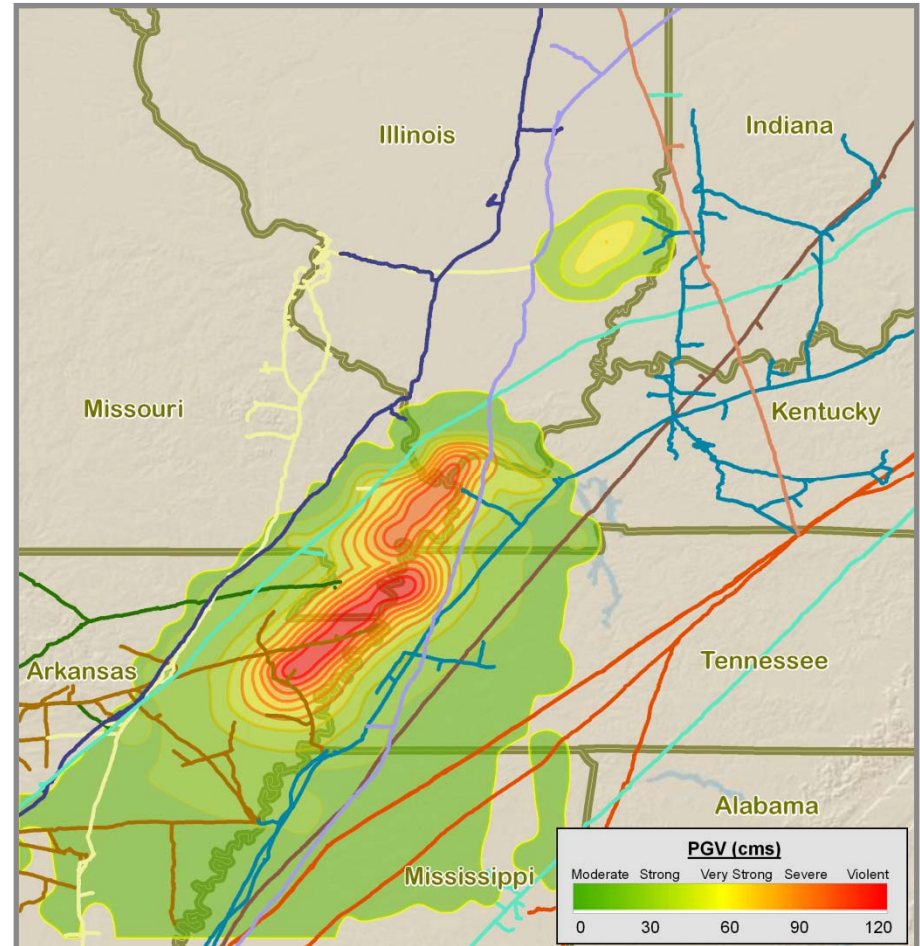 Illinois
Indiana
Missouri
Kentucky
Arkansas
Tennessee
Alabama
Mississippi
PGV (cms)
Moderate Strong Very Strong Severe Violent
0 30 60 90 120